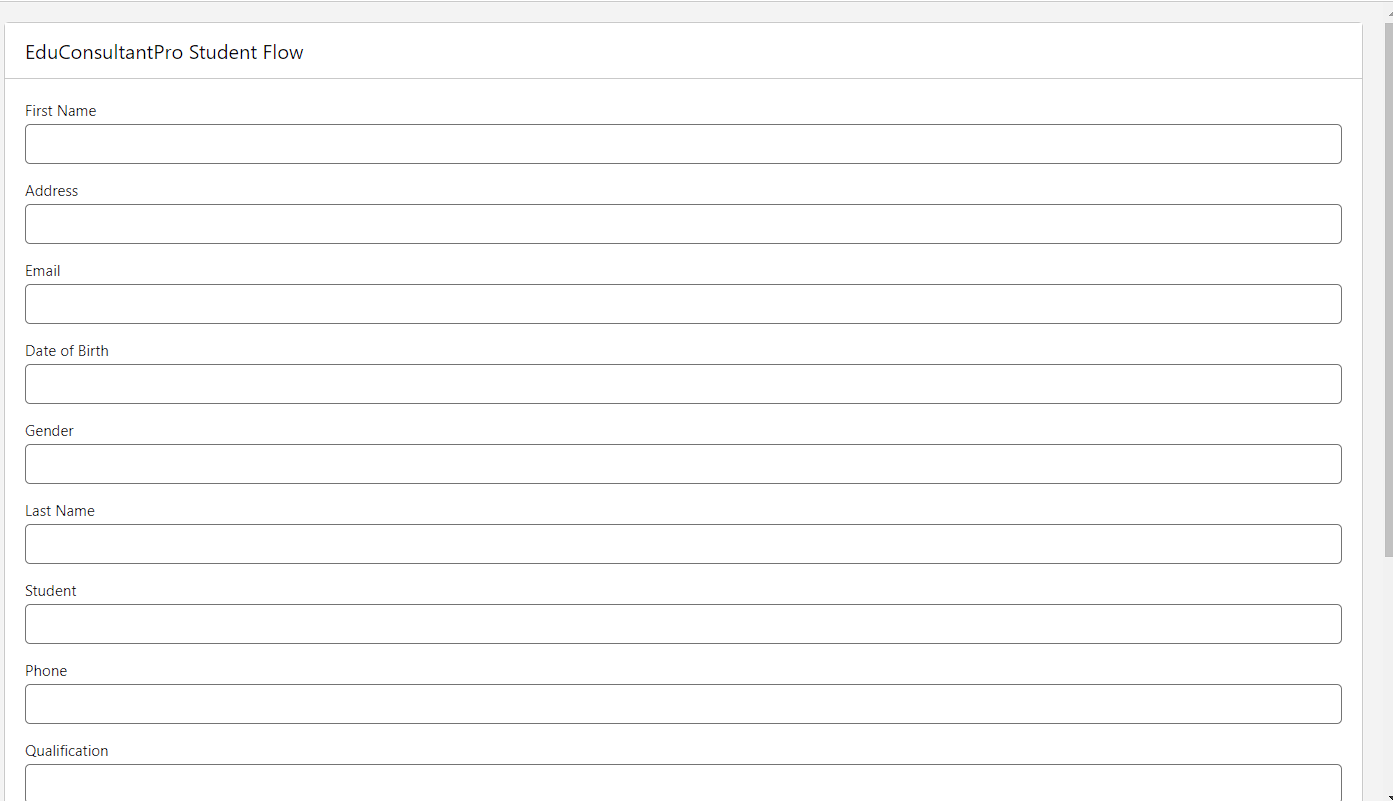 EduConsultantPro Student Flow
First Name
Address
Email
Date of Birth
Gender
Last Name
Student
Phone
Qualification